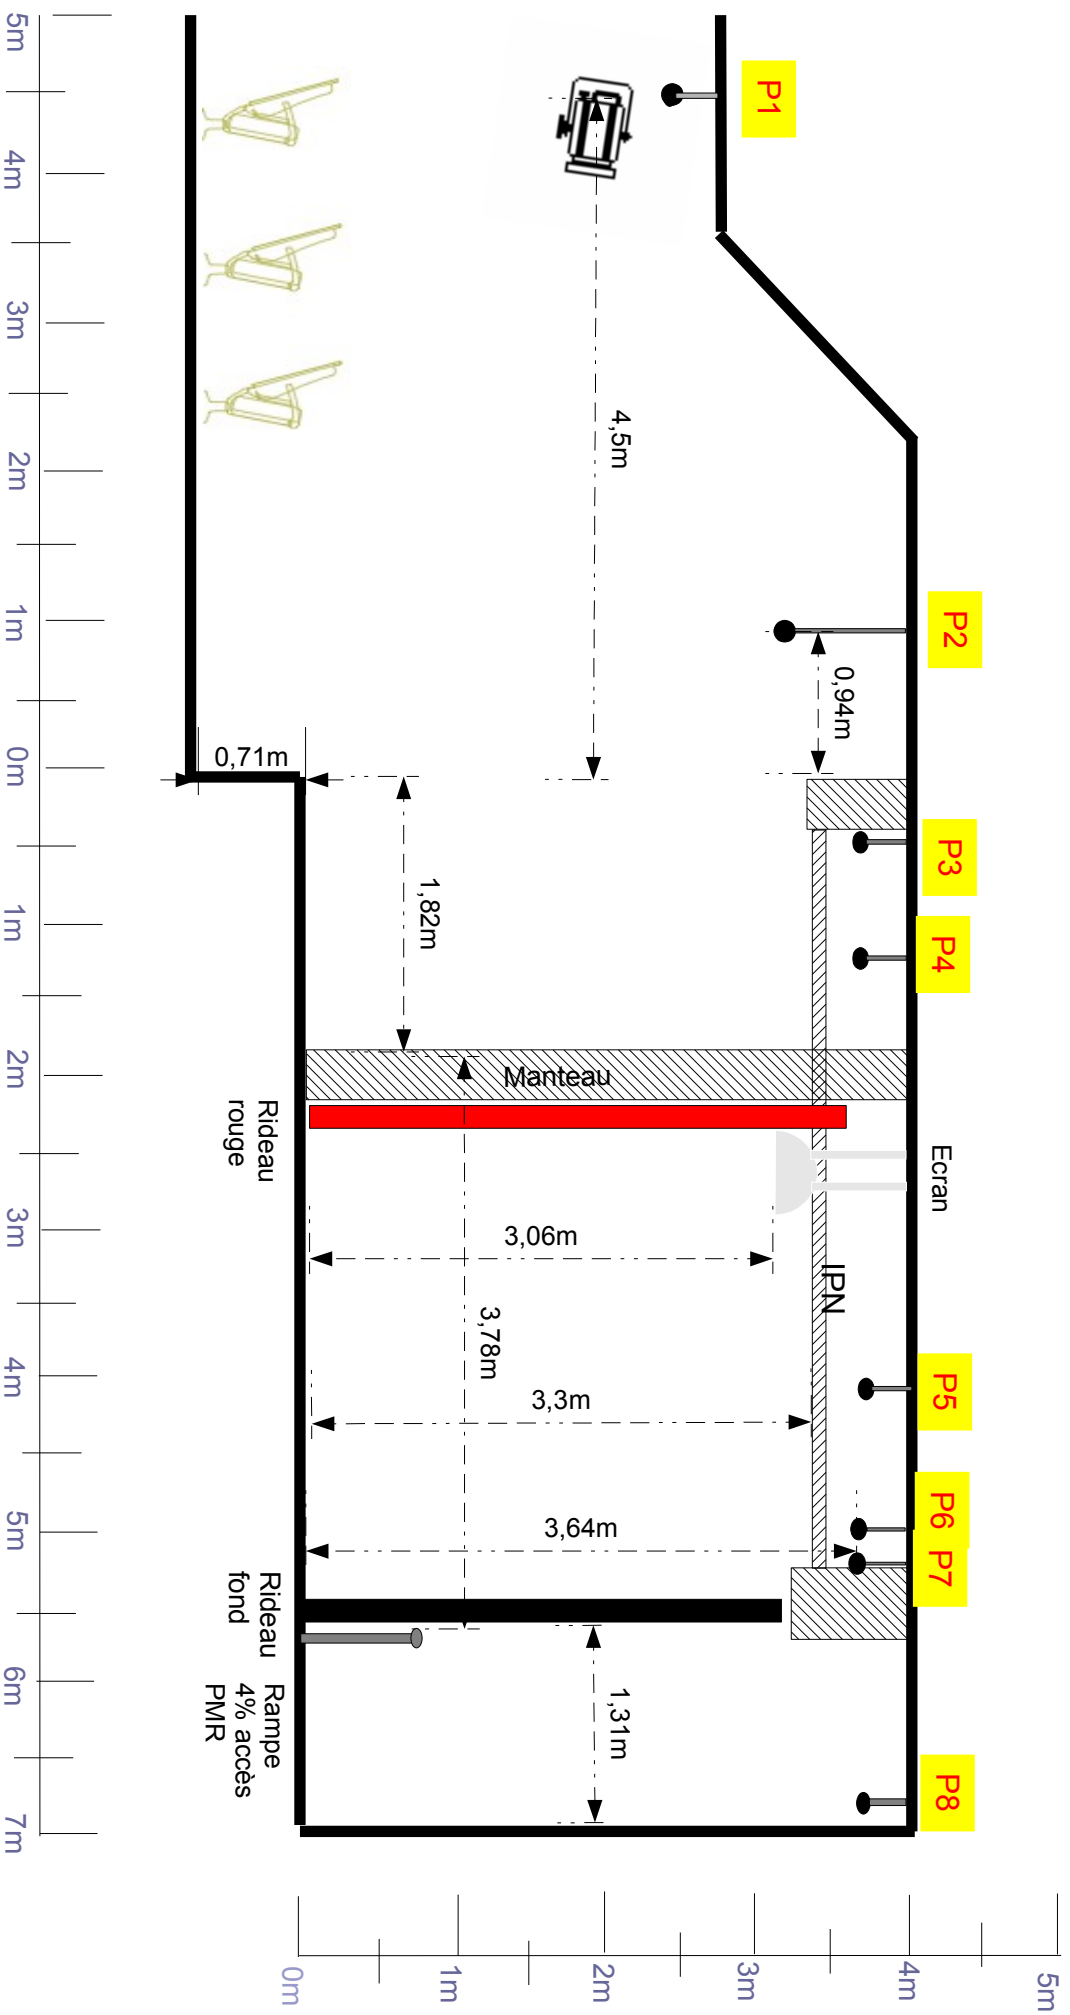 5m
4m
3m
2m
1m
0m
1m
2m
3m
4m
5m
6m
7m
P1
P2
P3
P4
P5
P6
P7
P8
4,5m
0,94m
0,71m
1,82m
Manteau
Rideau
rouge
Ecran
3,06m
IPN
3,78m
3,3m
3,64m
Rideau
fond
Rampe
4% accès
PMR
1,31m
0m
1m
2m
3m
4m
5m